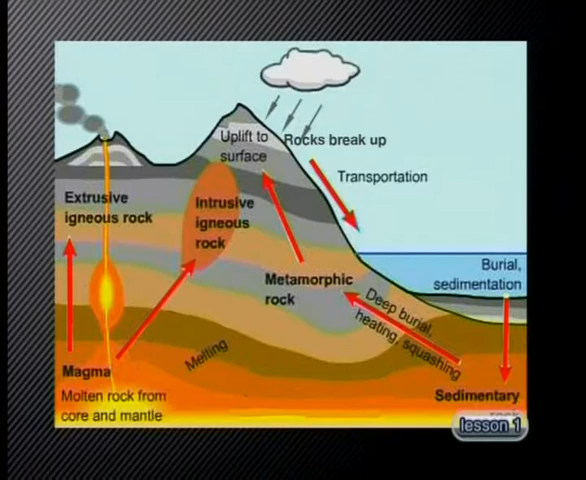 Uplift to
surface
Rocks break up
Transportation
Extrusive
igneous rock
Intrusive
igneous
rock
Burial,
sedimentation
Metamorphic
rock
Deep burial,
heating, squashing
Melting
Magma
Molten rock from
core and mantle
Sedimentary
lesson 1